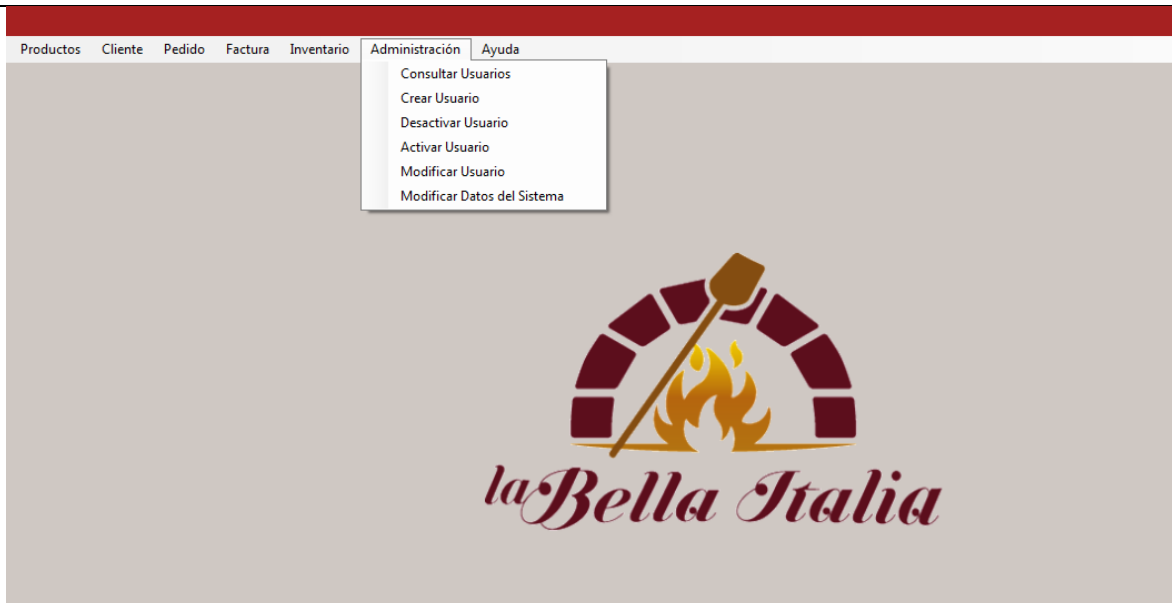 Productos Cliente Pedido Factura Inventario Administración Ayuda
Consultar Usuarios
Crear Usuario
Desactivar Usuario
Activar Usuario
Modificar Usuario
Modificar Datos del Sistema
la Bella Italia